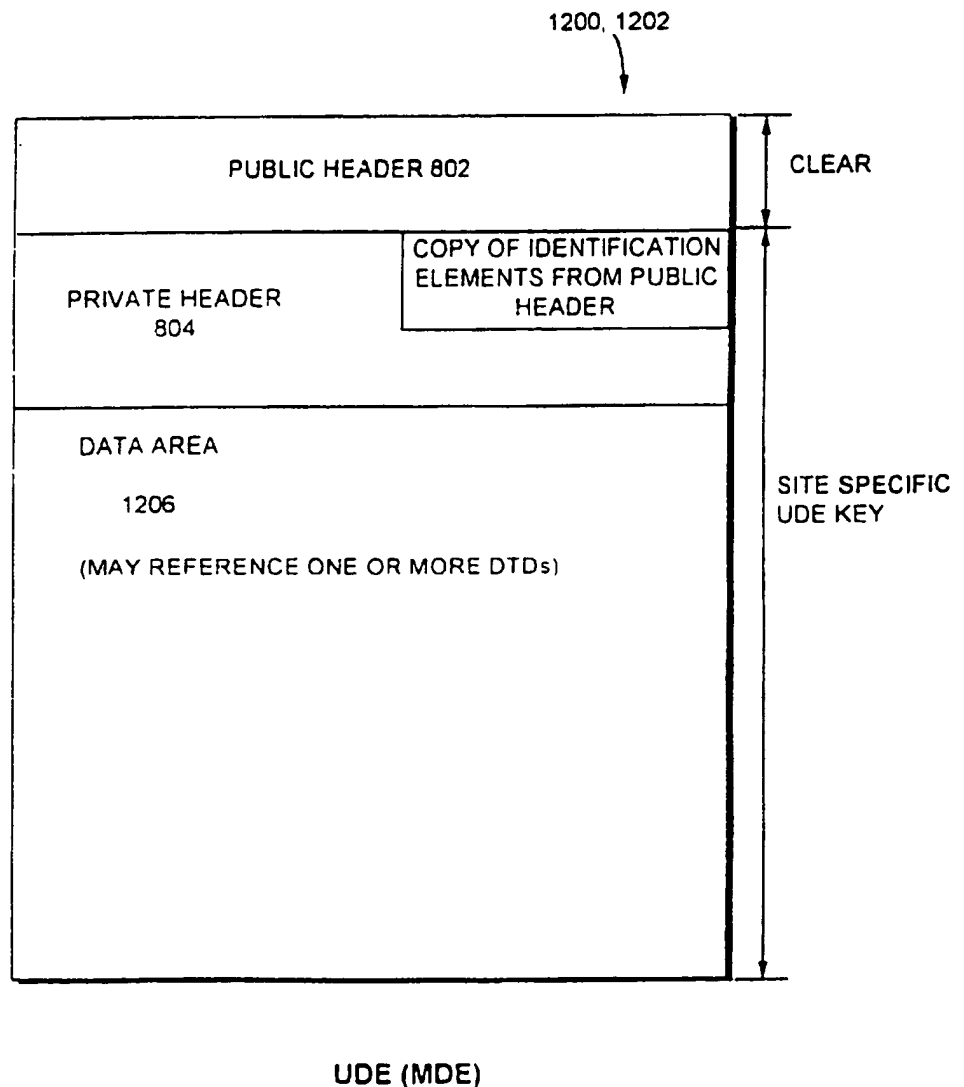 1200, 1202
PUBLIC HEADER 802
CLEAR
COPY OF IDENTIFICATION
ELEMENTS FROM PUBLIC
HEADER
PRIVATE HEADER
804
DATA AREA
1206
(MAY REFERENCE ONE OR MORE DTDs)
SITE SPECIFIC
UDE KEY
UDE (MDE)